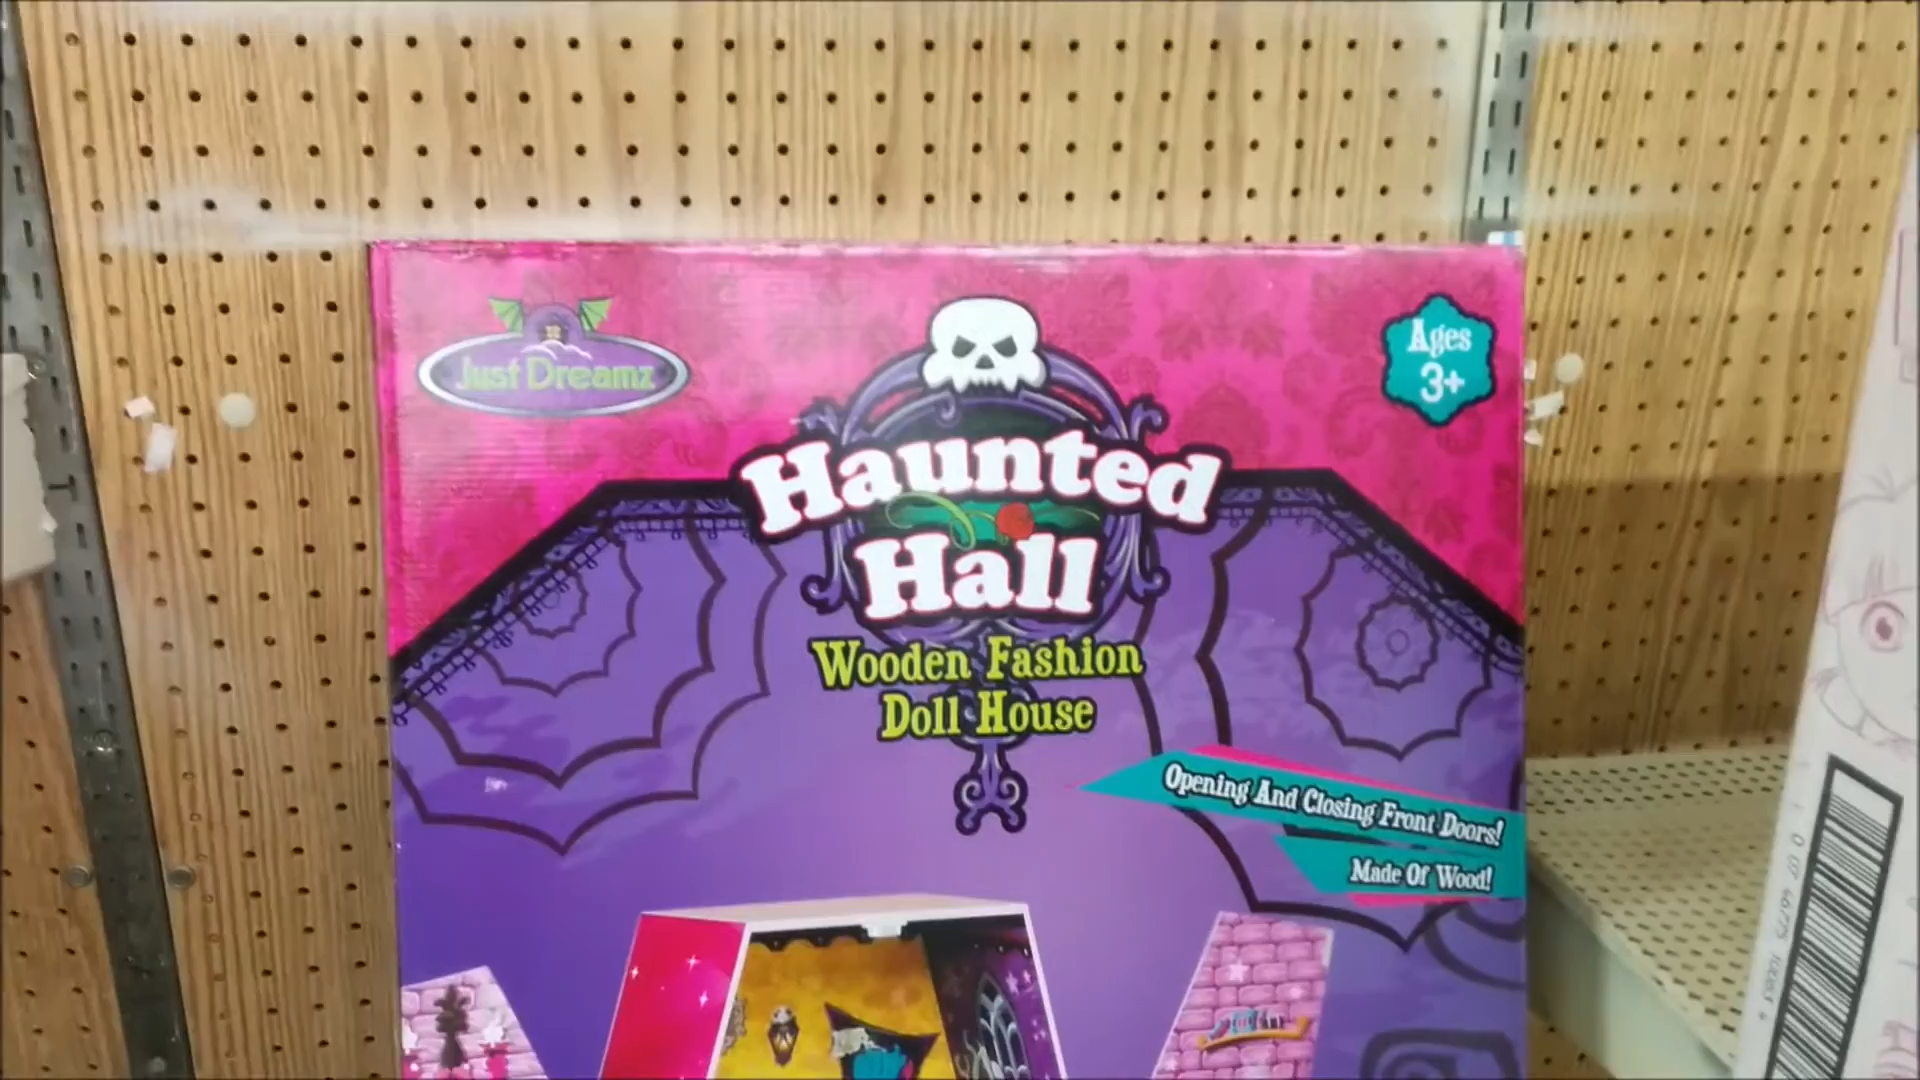 Just Dreamz
Ages
3+
Haunted
Hall
Wooden Fashion
Doll House
Opening And Closing Front Doors!
Made Of Wood!